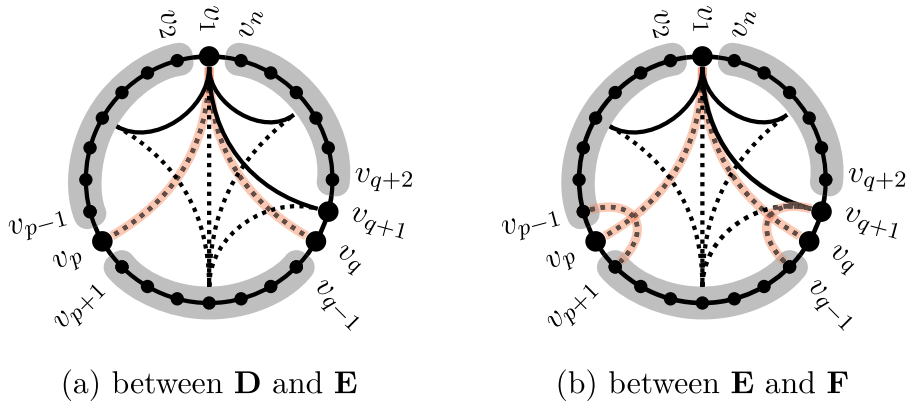 v2 v1 vn
vq+2
vp−1
vq+1
vp
vq
vp+1
vq−1
(a) between D and E
v2 v1 vn
vq+2
vp−1
vq+1
vp
vq
vp+1
vq−1
(b) between E and F